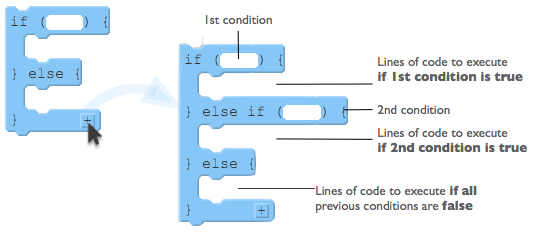 if ( ) {
} else {
} +
1st condition
if ( ) {
Lines of code to execute
if 1st condition is true
} else if ( ) {
2nd condition
Lines of code to execute
if 2nd condition is true
} else {
Lines of code to execute if all
previous conditions are false
} +